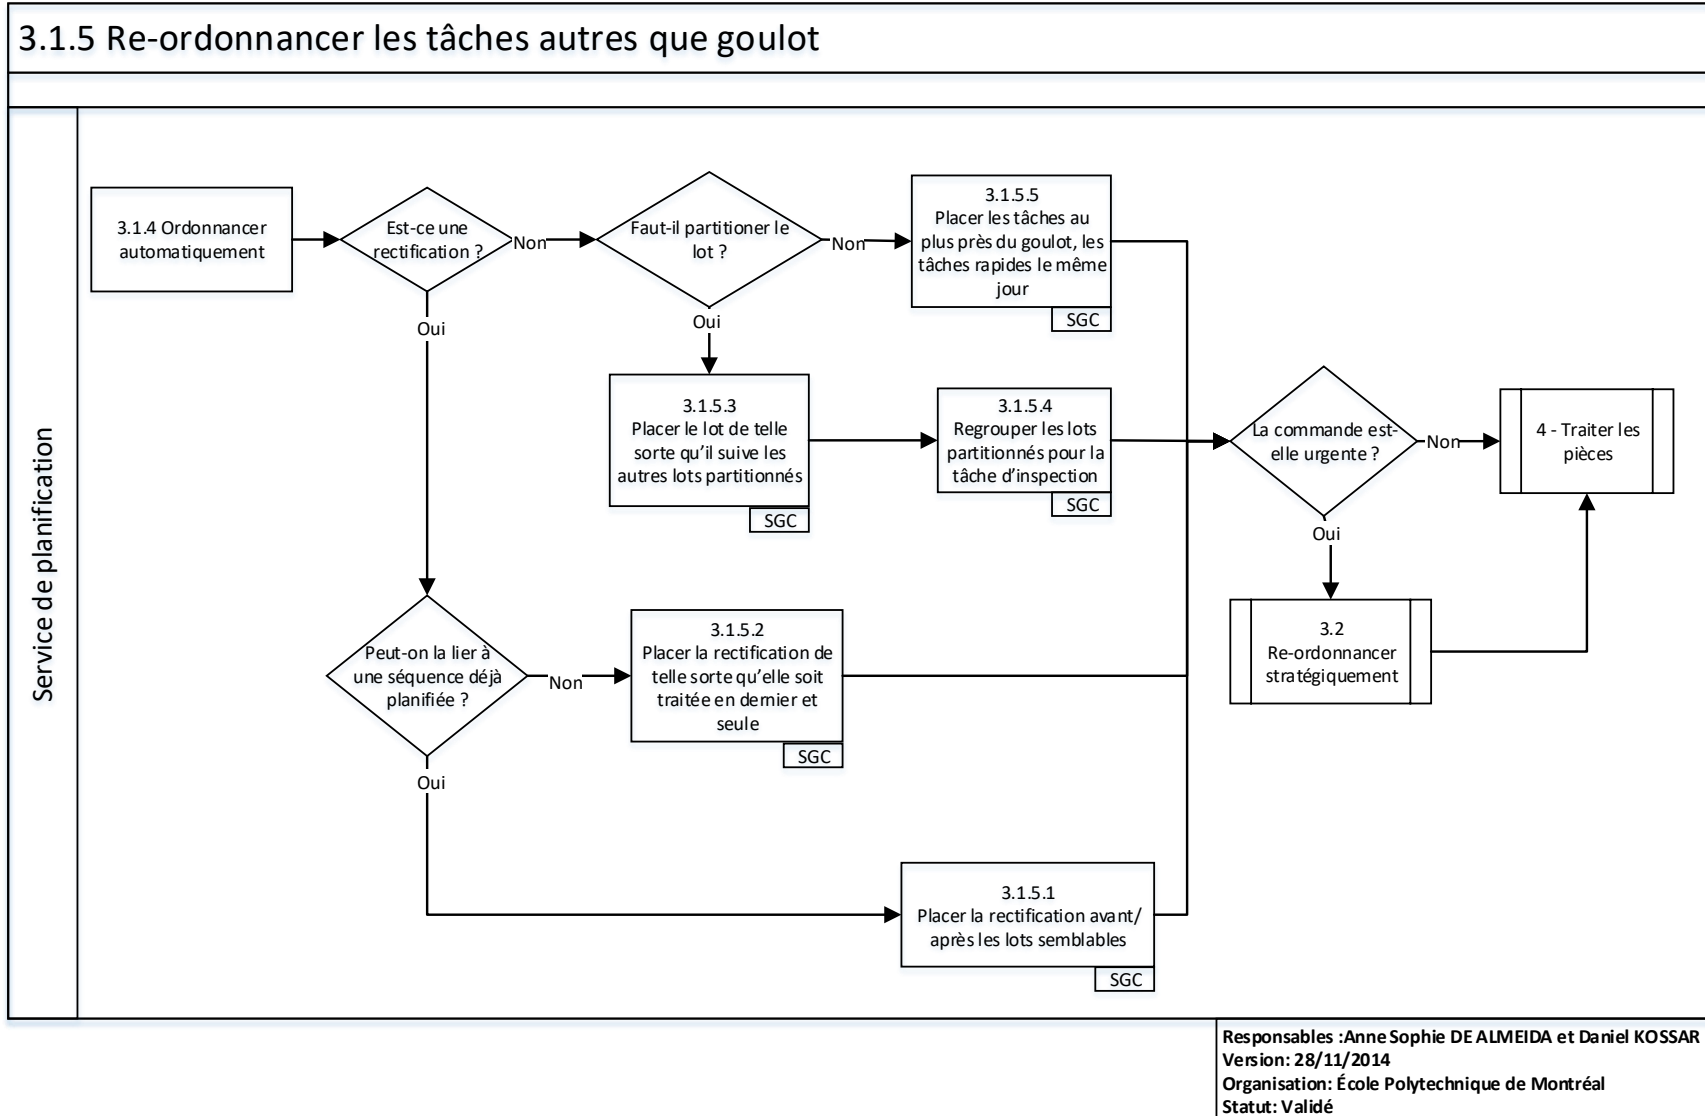 3.1.5 Re-ordonnancer les tâches autres que goulot
Service de planification
3.1.4 Ordonnancer
automatiquement
Est-ce une
rectification ?
Non
Oui
Faut-il partitioner le
lot ?
Non
Oui
3.1.5.5
Placer les tâches au
plus près du goulot, les
tâches rapides le même
jour
SGC
3.1.5.3
Placer le lot de telle
sorte qu’il suive les
autres lots partitionnés
SGC
3.1.5.4
Regrouper les lots
partitionnés pour la
tâche d’inspection
SGC
La commande est-
elle urgente ?
Non
Oui
4 - Traiter les
pièces
3.2
Re-ordonnancer
stratégiquement
Peut-on la lier à
une séquence déjà
planifiée ?
Non
Oui
3.1.5.2
Placer la rectification de
telle sorte qu’elle soit
traitée en dernier et
seule
SGC
3.1.5.1
Placer la rectification avant/
après les lots semblables
SGC
Responsables :Anne Sophie DE ALMEIDA et Daniel KOSSAR
Version: 28/11/2014
Organisation: École Polytechnique de Montréal
Statut: Validé